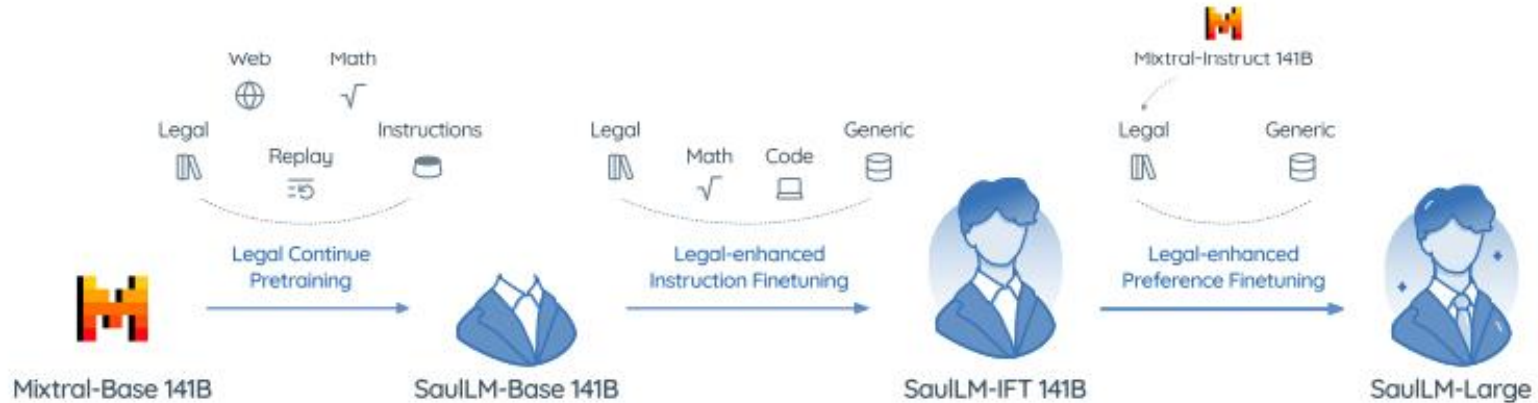 Mixtral-Instruct 141B
Web
Math
Legal
Instructions
Replay
Legal
Generic
Math
Code
Legal
Generic
Legal Continue
Pretraining
Legal-enhanced
Instruction Finetuning
Legal-enhanced
Preference Finetuning
Mixtral-Base 141B
SaulLM-Base 141B
SaulLM-IFT 141B
SaulLM-Large